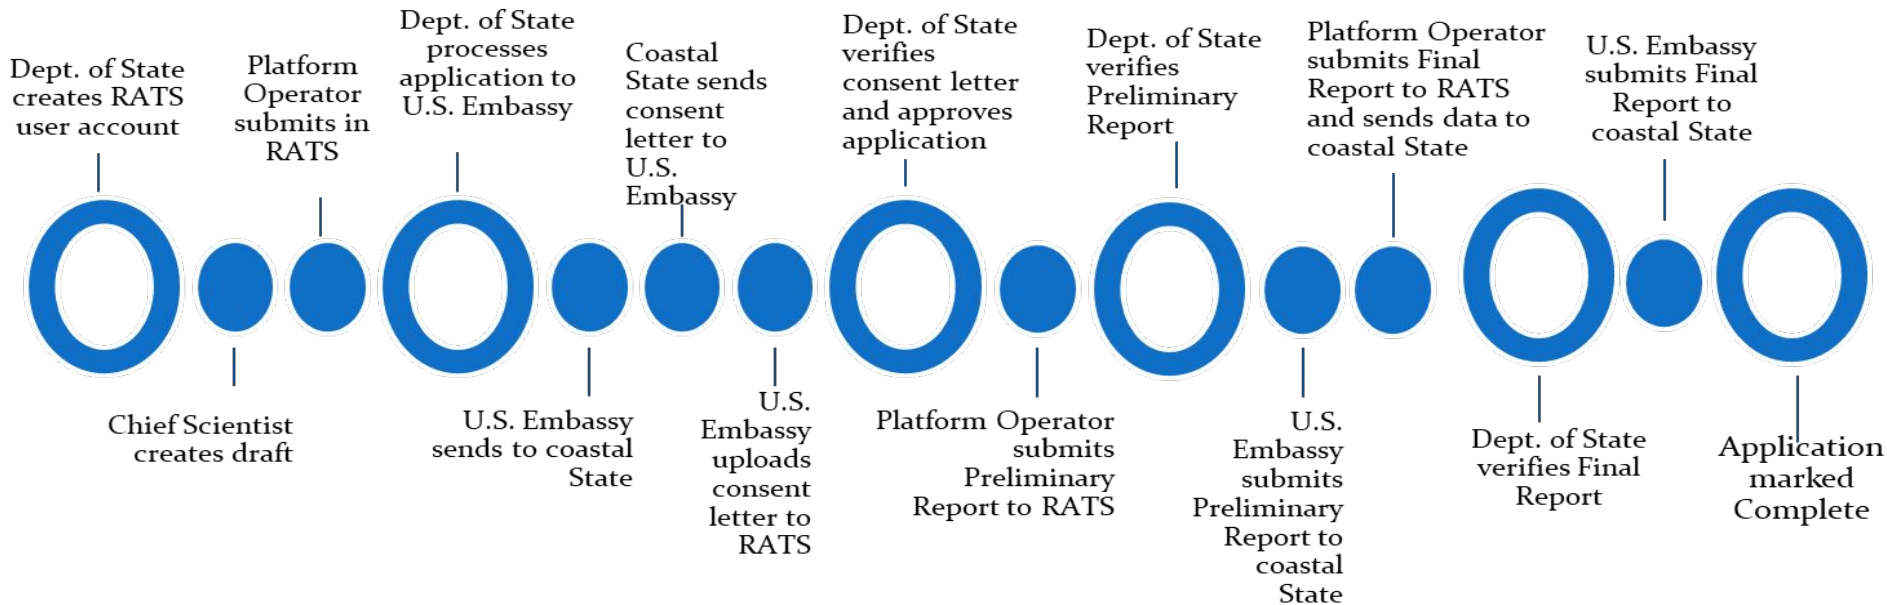 Dept. of State
creates RATS
user account
Chief Scientist
creates draft
Platform
Operator
submits in
RATS
Dept. of State
processes
application to
U.S. Embassy
U.S. Embassy
sends to coastal
State
Coastal
State sends
consent
letter to
U.S.
Embassy
U.S.
Embassy
uploads
consent
letter to
RATS
Dept. of State
verifies
consent letter
and approves
application
Platform Operator
submits
Preliminary
Report to RATS
Dept. of State
verifies
Preliminary
Report
U.S.
Embassy
submits
Preliminary
Report to
coastal
State
Platform Operator
submits Final
Report to RATS
and sends data to
coastal State
Dept. of State
verifies Final
Report
U.S. Embassy
submits Final
Report to
coastal State
Application
marked
Complete